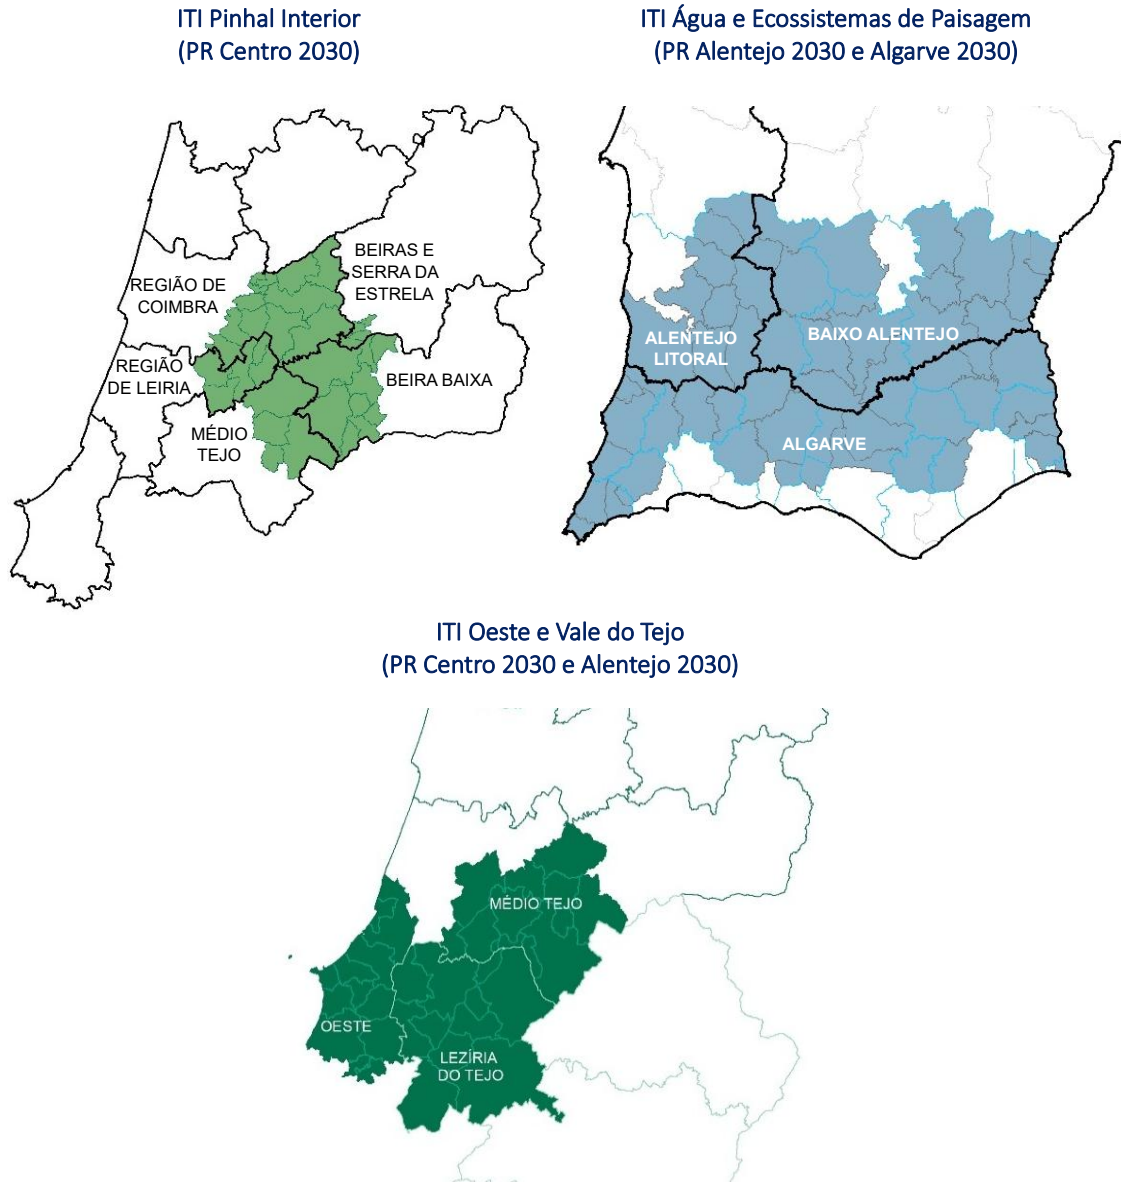 ITI Pinhal Interior
(PR Centro 2030)
ITI Água e Ecossistemas de Paisagem
(PR Alentejo 2030 e Algarve 2030)
BEIRAS E
SERRA DA
ESTRELA
REGIÃO DE
COIMBRA
REGIÃO
DE LEIRIA
BEIRA BAIXA
MÉDIO
TEJO
ALENTEJO
LITORAL
BAIXO ALENTEJO
ALGARVE
ITI Oeste e Vale do Tejo
(PR Centro 2030 e Alentejo 2030)
MÉDIO TEJO
OESTE
LEZÍRIA
DO TEJO